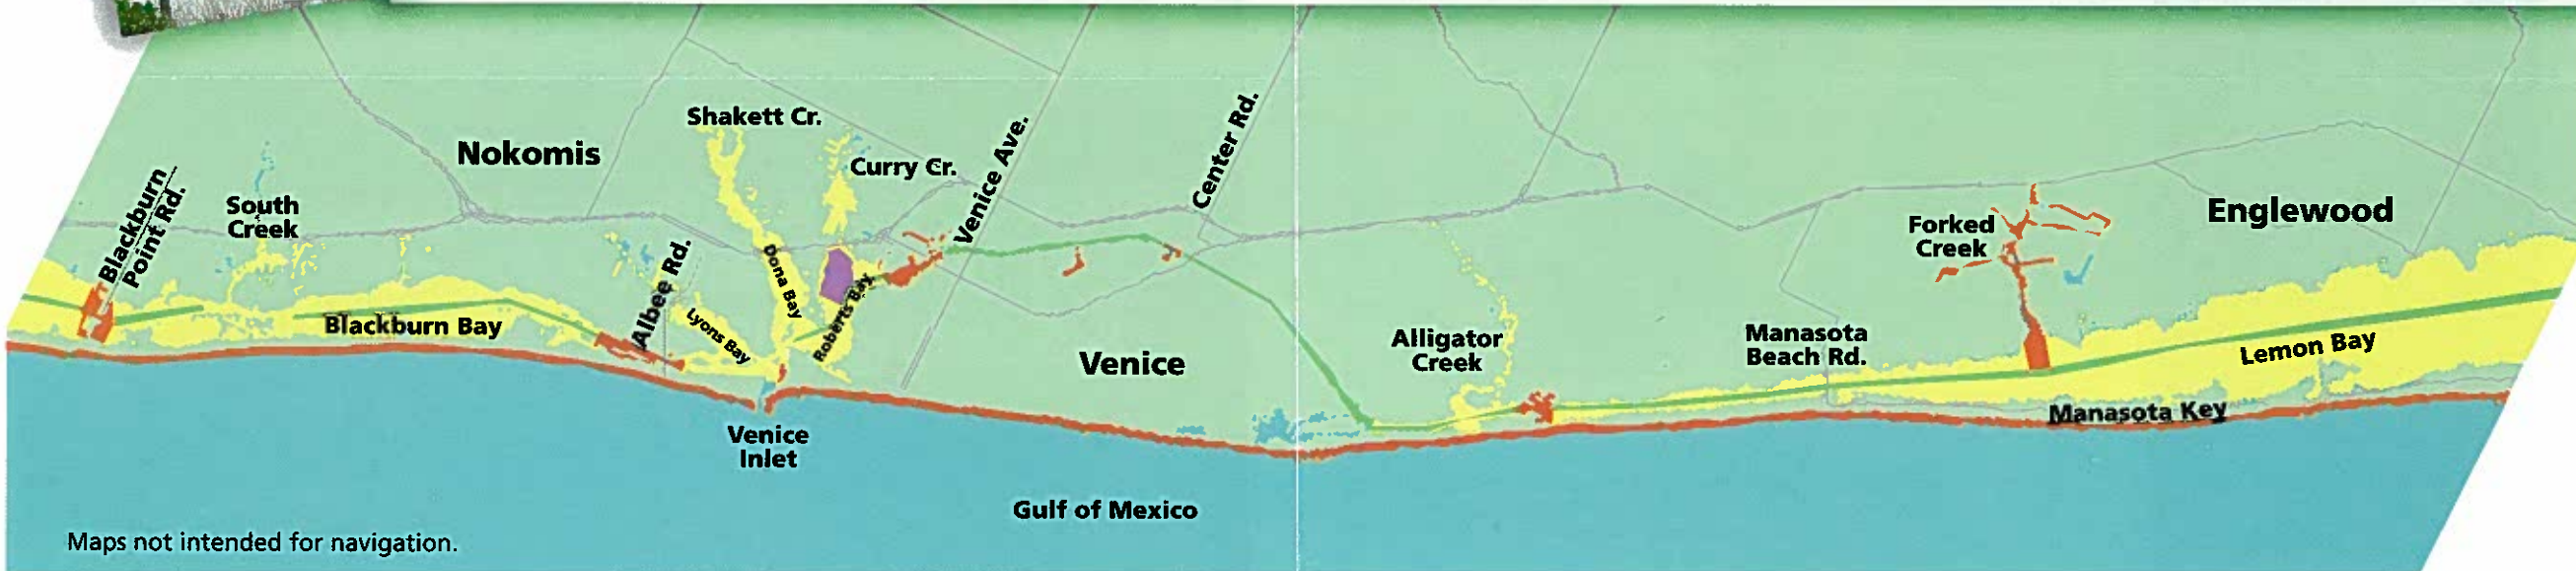 Shakett Cr.
Nokomis
Curry Cr.
Venice Ave.
Center Rd.
Blackburn
Point Rd.
South
Creek
Albee Rd.
Dona Bay
Roberts Bay
Lyons Bay
Blackburn Bay
Forked
Creek
Englewood
Venice
Alligator
Creek
Manasota
Beach Rd.
Lemon Bay
Manasota Key
Venice
Inlet
Gulf of Mexico
Maps not intended for navigation.